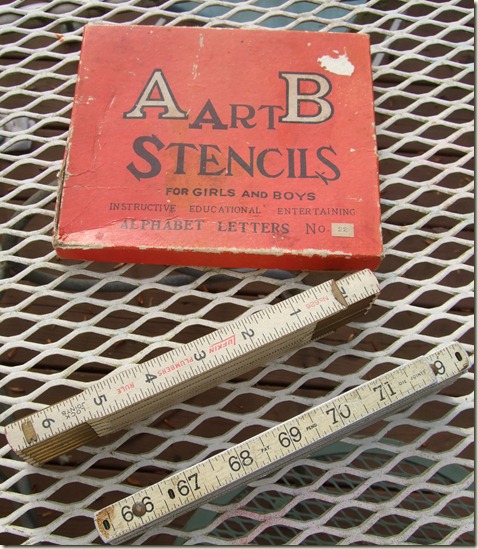 A ART B
STENCILS
FOR GIRLS AND BOYS
INSTRUCTIVE EDUCATIONAL ENTERTAINING
ALPHABET LETTERS No. 22
1 2 3 4 5 6
LUFKIN PLUMBERS RULE
66 67 68 69 70 71